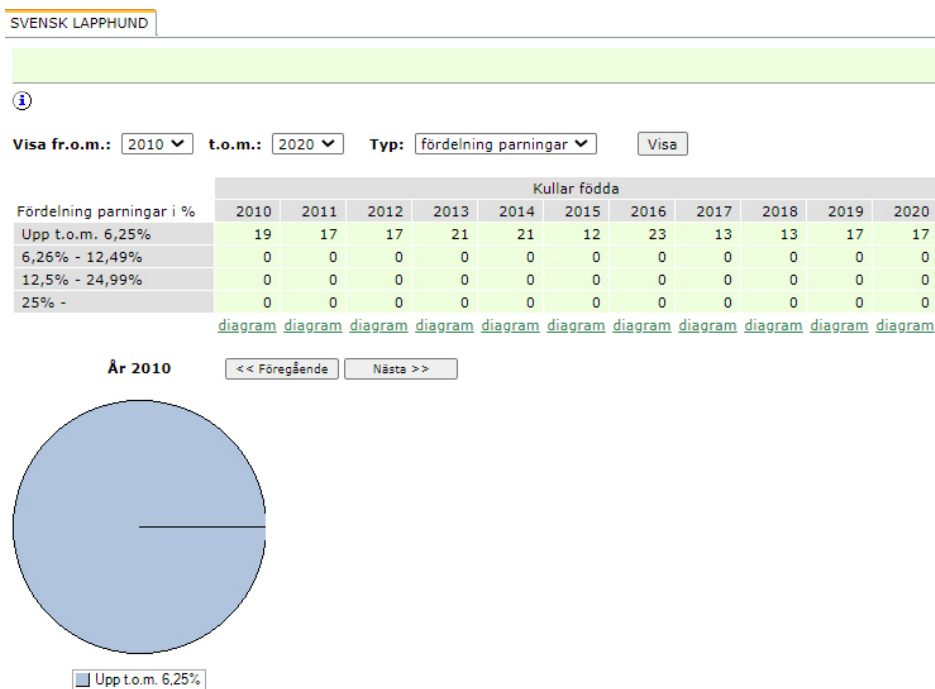 SVENSK LAPPHUND
i
Visa fr.o.m.: 2010 t.o.m.: 2020 Typ: fördelning parningar Visa
Kullar födda
Fördelning parningar i % 2010 2011 2012 2013 2014 2015 2016 2017 2018 2019 2020
Upp t.o.m. 6,25% 19 17 17 21 21 12 23 13 13 17 17
6,26% - 12,49% 0 0 0 0 0 0 0 0 0 0 0
12,5% - 24,99% 0 0 0 0 0 0 0 0 0 0 0
25% - 0 0 0 0 0 0 0 0 0 0 0
diagram diagram diagram diagram diagram diagram diagram diagram diagram diagram diagram
År 2010 << Föregående Nästa >>
Upp t.o.m. 6,25%